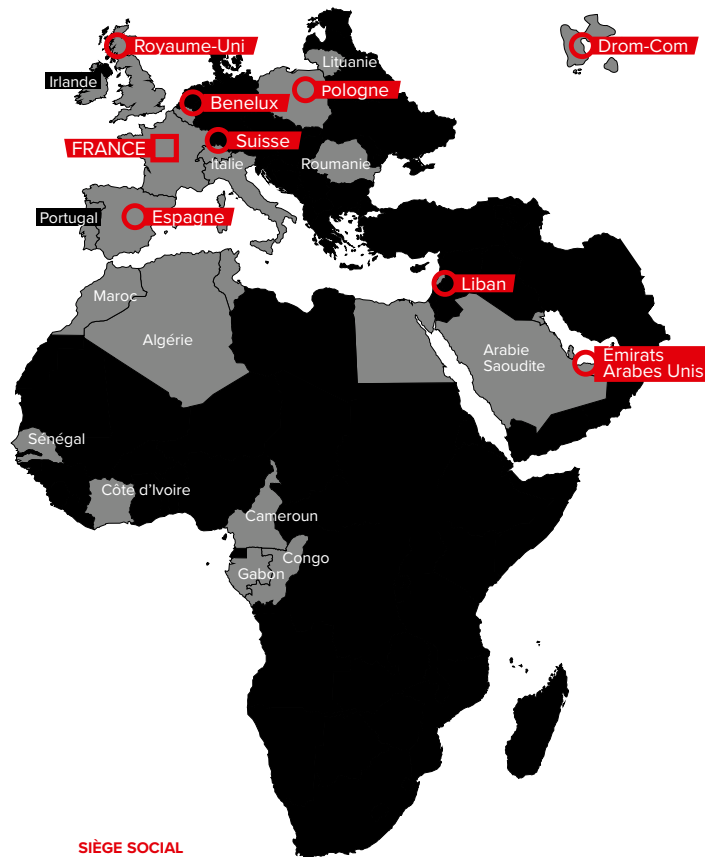 Royaume-Uni
Drom-Com
Lituanie
Irlande
Pologne
Benelux
Suisse
FRANCE
Italie
Roumanie
Portugal
Espagne
Liban
Maroc
Algérie
Arabie
Saoudite
Émirats
Arabes Unis
Sénégal
Côté d’Ivoire
Cameroun
Congo
Gabon
SIÈGE SOCIAL